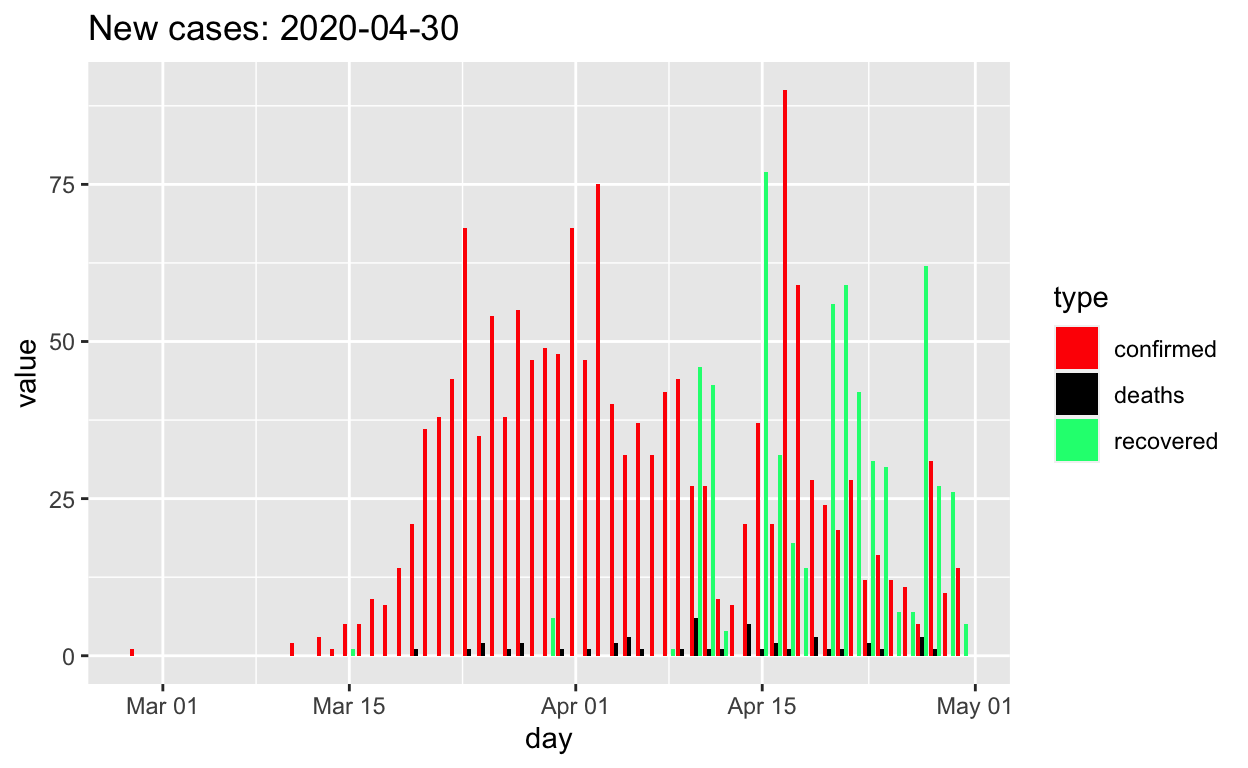 New cases: 2020-04-30
75
50
25
0
value
Mar 01
Mar 15
Apr 01
Apr 15
May 01
day
type
confirmed
deaths
recovered